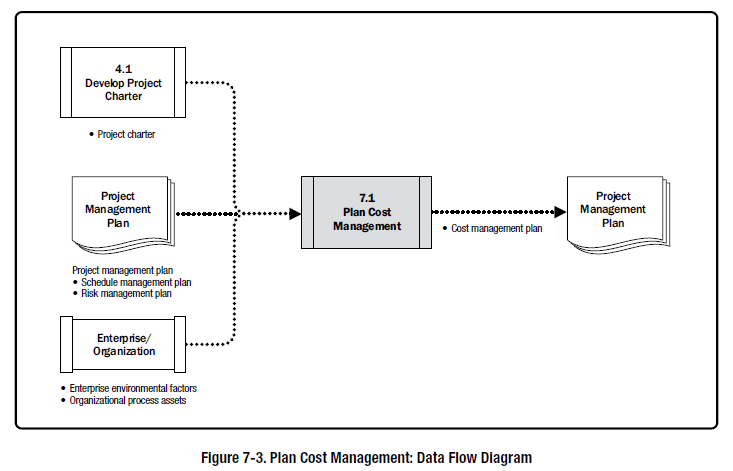 4.1
Develop Project
Charter
• Project charter
Project
Management
Plan
Project management plan
• Schedule management plan
• Risk management plan
Enterprise/
Organization
• Enterprise environmental factors
• Organizational process assets
7.1
Plan Cost
Management
• Cost management plan
Project
Management
Plan
Figure 7-3. Plan Cost Management: Data Flow Diagram